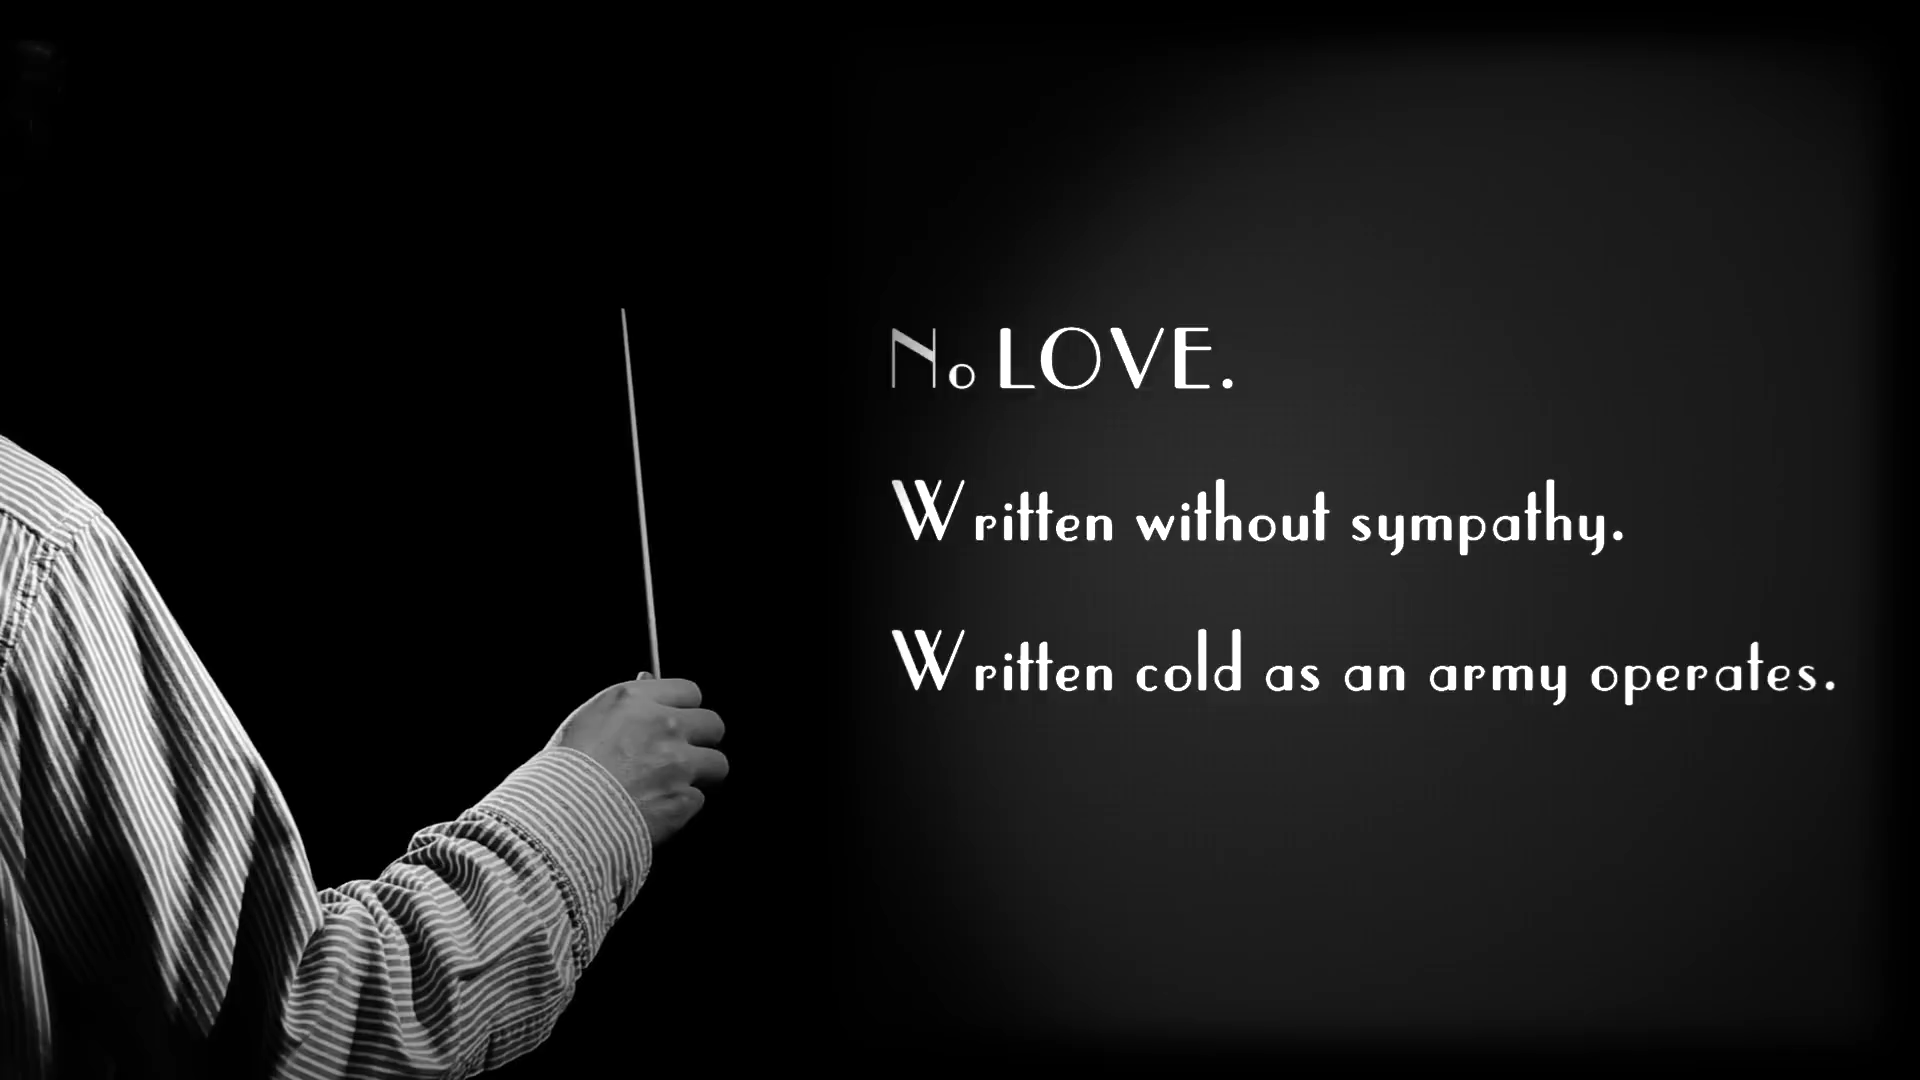 No LOVE.
Written without sympathy.
Written cold as an army operates.